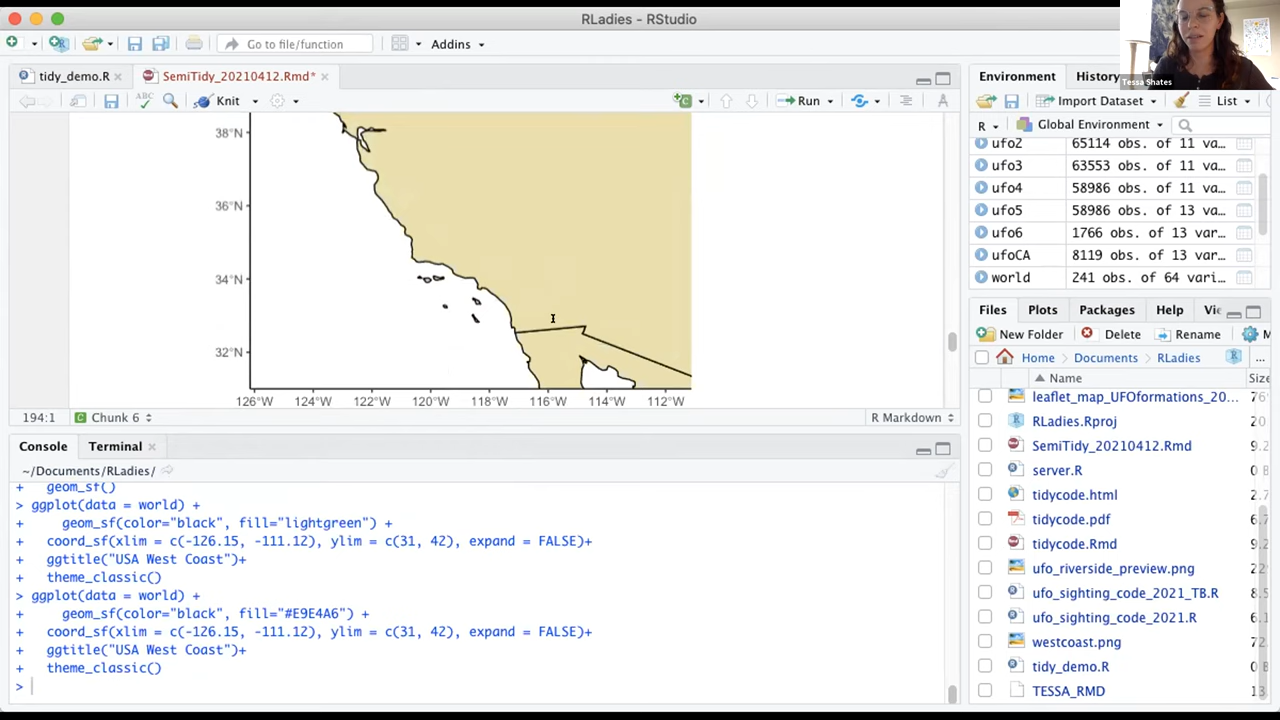 RLadies - RStudio
Go to file/function
Addins
Tessa Shates
tidy_demo.R
SemiTidy_20210412.Rmd*
Knit
Run
38°N
36°N
34°N
32°N
126°W 124°W 122°W 120°W 118°W 116°W 114°W 112°W
194:1 Chunk 6 R Markdown
Console Terminal
~/Documents/RLadies/
+ geom_sf()
> ggplot(data = world) +
+ geom_sf(color="black", fill="lightgreen") +
+ coord_sf(xlim = c(-126.15, -111.12), ylim = c(31, 42), expand = FALSE)+
+ ggtitle("USA West Coast")+
+ theme_classic()
> ggplot(data = world) +
+ geom_sf(color="black", fill="#E9E4A6") +
+ coord_sf(xlim = c(-126.15, -111.12), ylim = c(31, 42), expand = FALSE)+
+ ggtitle("USA West Coast")+
+ theme_classic()
>
Environment History
Import Dataset List
R Global Environment
ufo2 65114 obs. of 11 va…
ufo3 63553 obs. of 11 va…
ufo4 58986 obs. of 11 va…
ufo5 58986 obs. of 13 va…
ufo6 1766 obs. of 13 var…
ufoCA 8119 obs. of 13 va…
world 241 obs. of 64 vari…
Files Plots Packages Help Vi
New Folder Delete Rename M
Home Documents RLadies …
Name Size
leaflet_map_UFOformations_20...
RLadies.Rproj
SemiTidy_20210412.Rmd
server.R
tidycode.html
tidycode.pdf
tidycode.Rmd
ufo_riverside_preview.png
ufo_sighting_code_2021_TB.R
ufo_sighting_code_2021.R
westcoast.png
tidy_demo.R
TESSA_RMD